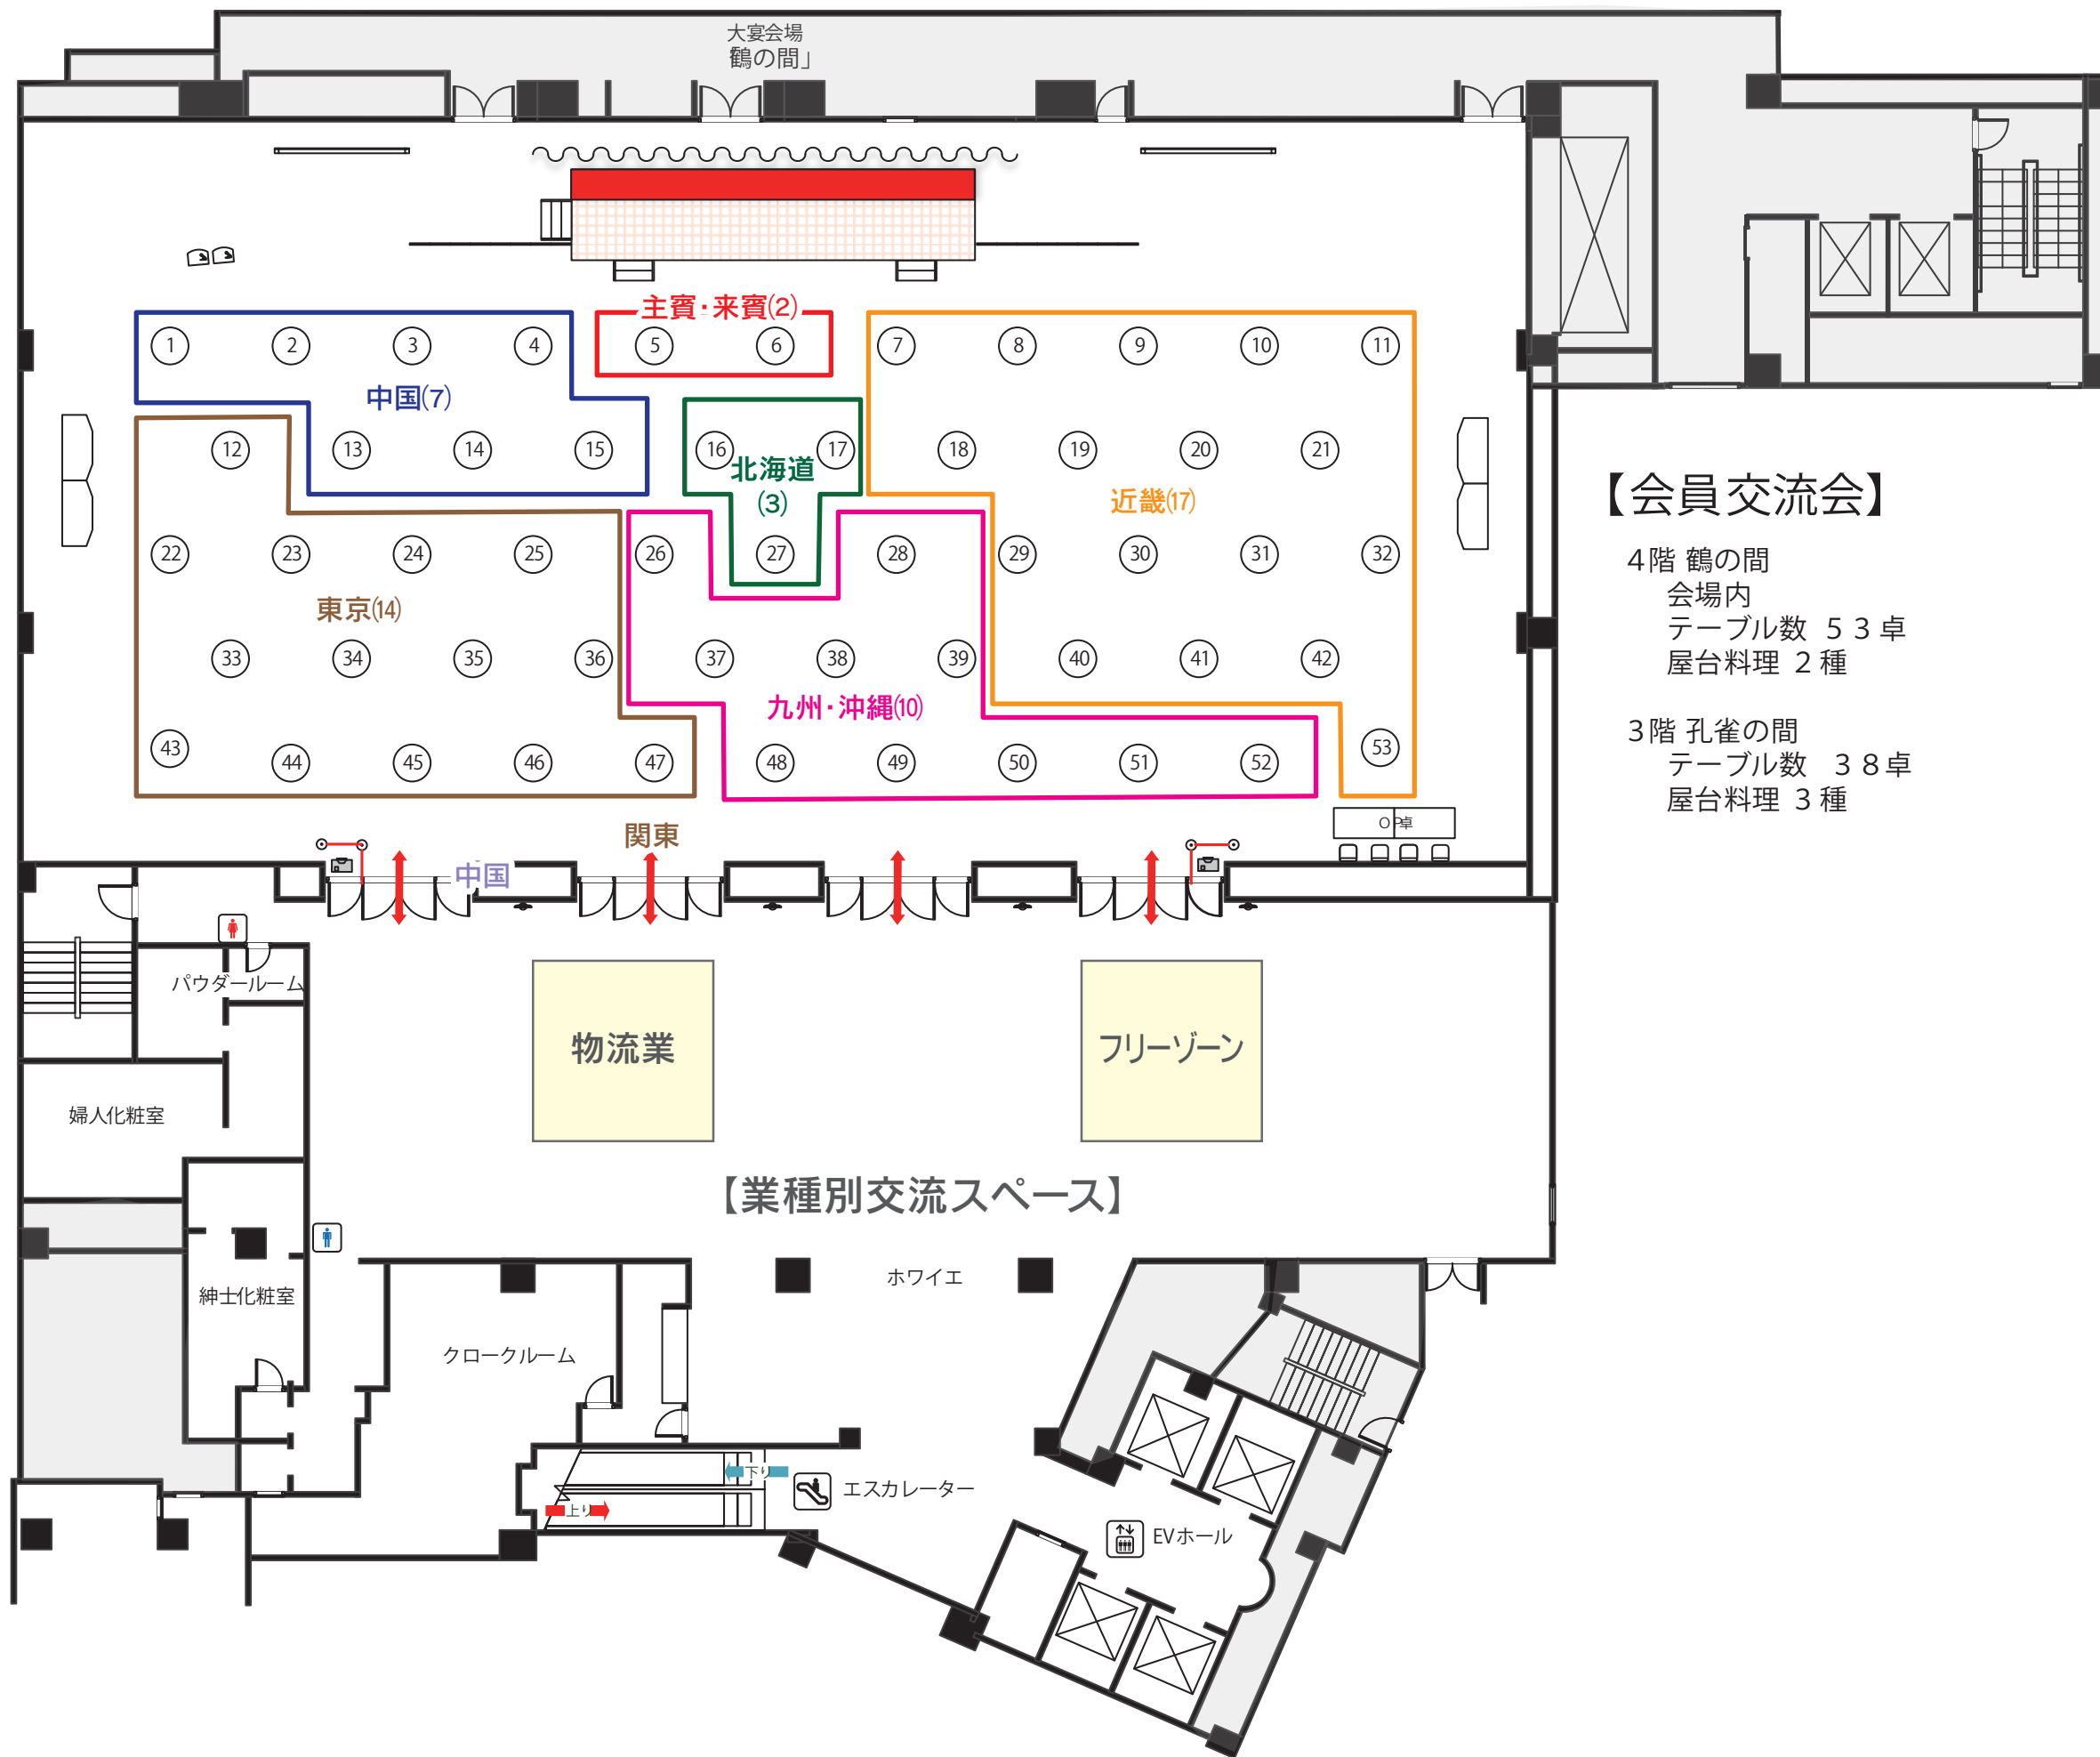 大宴会場
「鶴の間」
主賓・来賓(2)
1 2 3 4 5 6 7 8 9 10 11
中国(7)
12 13 14 15 16 17 18 19 20 21
北海道
(3)
近畿(17)
【会員交流会】
22 23 24 25 26 27 28 29 30 31 32
東京(14)
33 34 35 36 37 38 39 40 41 42
九州・沖縄(10)
43 44 45 46 47 48 49 50 51 52 53
4階 鶴の間
会場内
テーブル数 53卓
屋台料理 2種
3階 孔雀の間
テーブル数 38卓
屋台料理 3種
OP卓
関東
中国
パウダールーム
物流業
フリーゾーン
婦人化粧室
【業種別交流スペース】
ホワイエ
紳士化粧室
クロークルーム
下り
エスカレーター
上り
EVホール